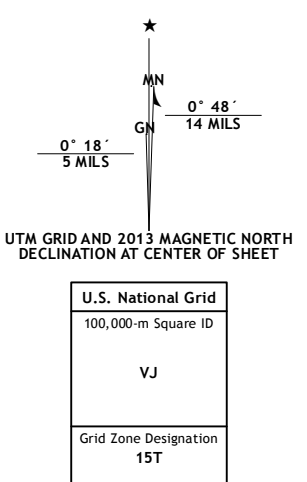 ★
MN
0° 48´
14 MILS
GN
0° 18´
5 MILS
UTM GRID AND 2013 MAGNETIC NORTH
DECLINATION AT CENTER OF SHEET
U.S. National Grid
100,000-m Square ID
VJ
Grid Zone Designation
15T